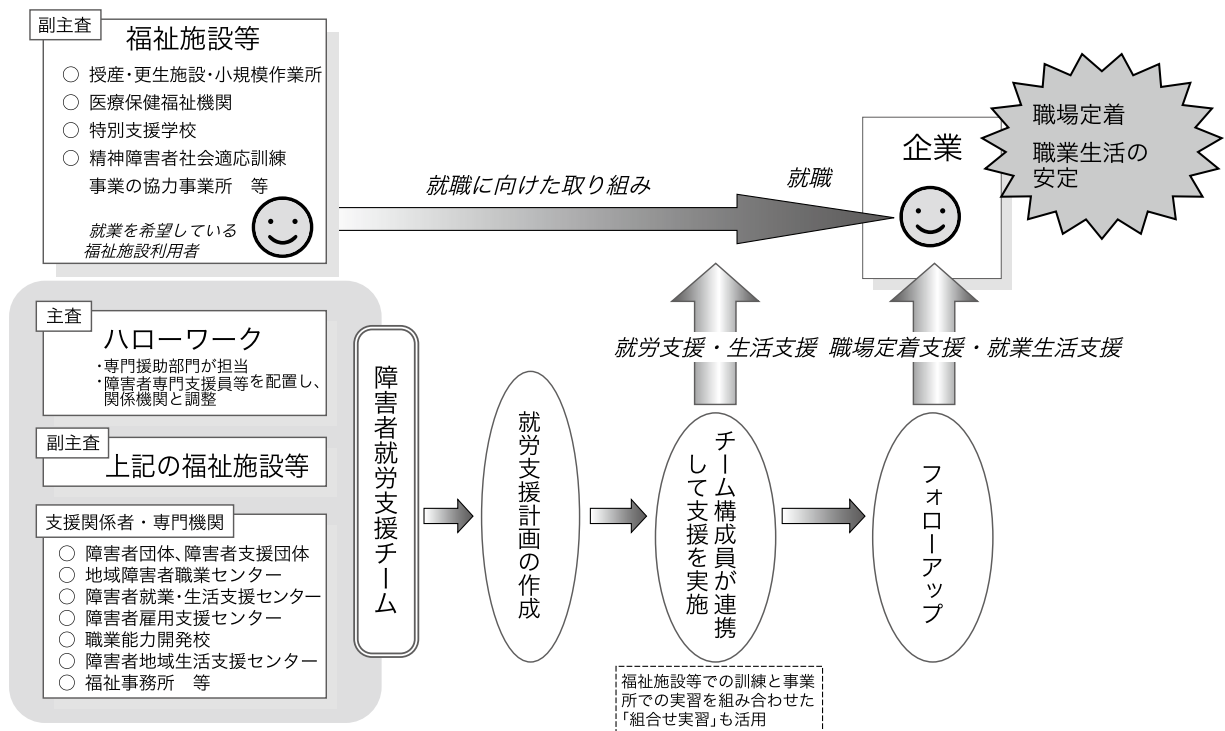 副主査
福祉施設等
○ 授産・更生施設・小規模作業所
○ 医療保健福祉機関
○ 特別支援学校
○ 精神障害者社会適応訓練
事業の協力事業所　等
就業を希望している
福祉施設利用者
就職に向けた取り組み
就職
企業
職場定着
職業生活の
安定
主査
ハローワーク
・専門援助部門が担当
・障害者専門支援員等を配置し、
関係機関と調整
副主査
上記の福祉施設等
支援関係者・専門機関
○ 障害者団体、障害者支援団体
○ 地域障害者職業センター
○ 障害者就業・生活支援センター
○ 障害者雇用支援センター
○ 職業能力開発校
○ 障害者地域生活支援センター
○ 福祉事務所　等
障害者就労支援チーム
就労支援計画の作成
就労支援・生活支援
チーム構成員が連携
して支援を実施
福祉施設等での訓練と事業
所での実習を組み合わせた
「組合せ実習」も活用
職場定着支援・就業生活支援
フォローアップ